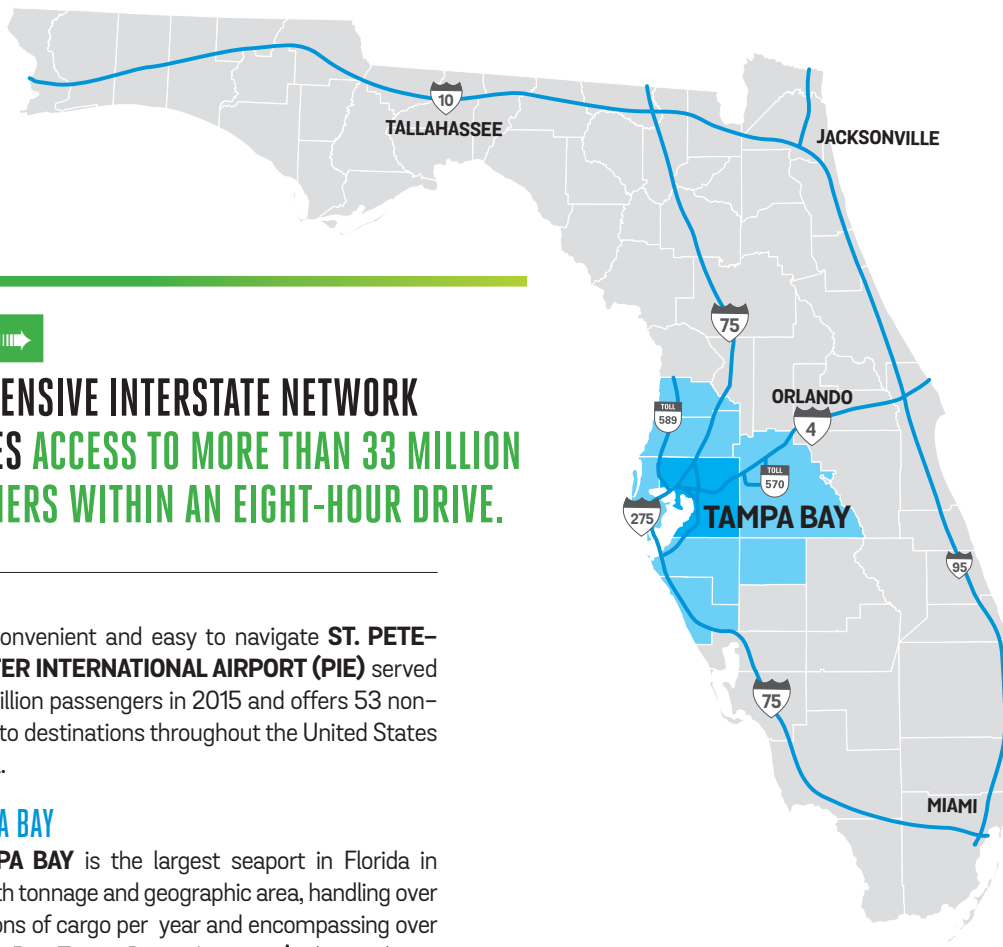 10
TALLAHASSEE
JACKSONVILLE
75
ORLANDO
4
TOLL
589
TOLL
570
275
TAMPA BAY
95
75
MIAMI
ENSIVE INTERSTATE NETWORK
ES ACCESS TO MORE THAN 33 MILLION
MERS WITHIN AN EIGHT-HOUR DRIVE.
onvenient and easy to navigate ST. PETE–
TER INTERNATIONAL AIRPORT (PIE) served
illion passengers in 2015 and offers 53 non–
to destinations throughout the United States
A BAY
PA BAY is the largest seaport in Florida in
th tonnage and geographic area, handling over
ons of cargo per year and encompassing over